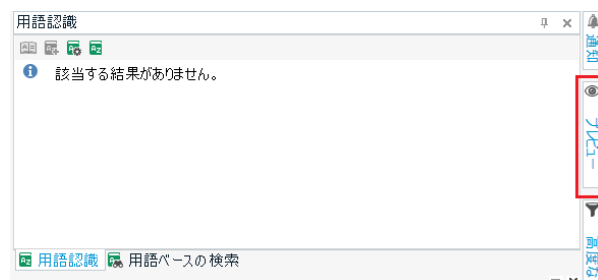 用語認識
該当する結果がありません。
用語認識 用語ベースの検索
通知
プレビュー
高度な